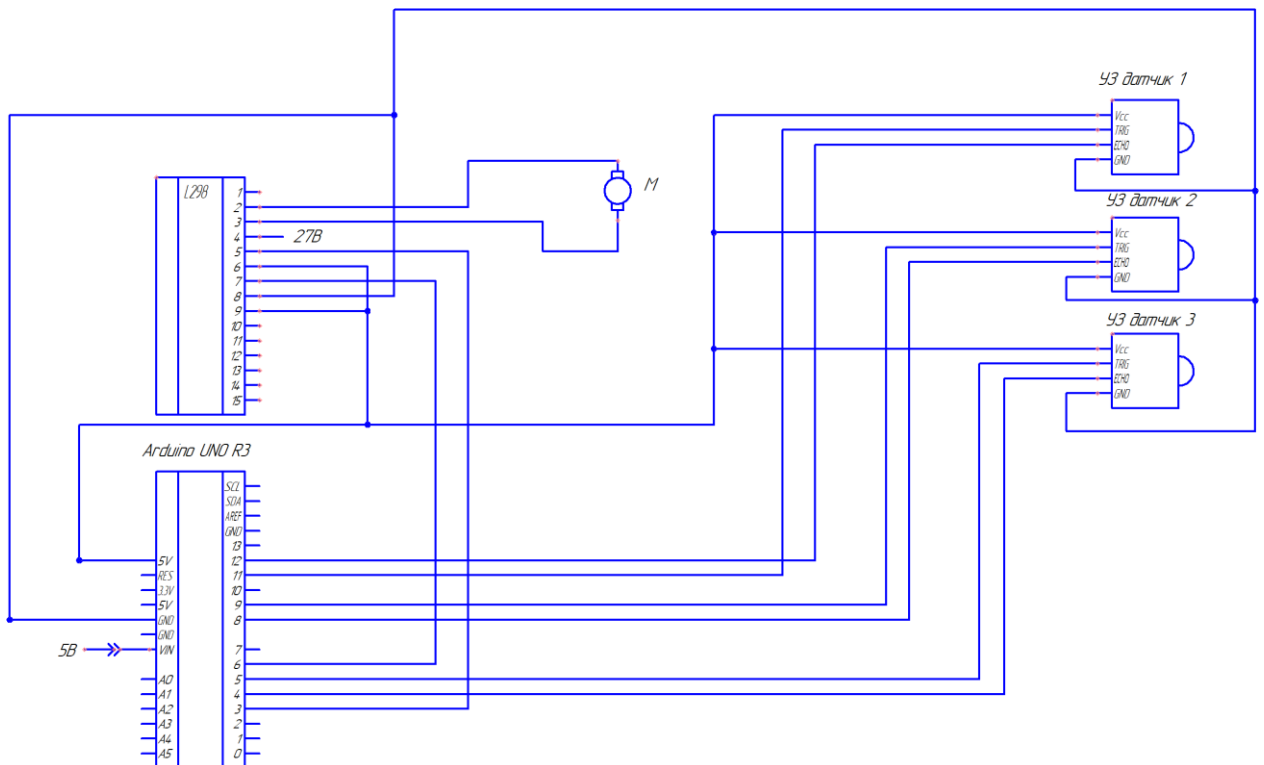 УЗ датчик 1
Vcc
TRIG
ECHO
GND
L298
1
2
3
4
5
6
7
8
9
10
11
12
13
14
15
27В
М
УЗ датчик 2
Vcc
TRIG
ECHO
GND
УЗ датчик 3
Vcc
TRIG
ECHO
GND
Arduino UNO R3
5V
RES
3.3V
5V
GND
GND
VIN
A0
A1
A2
A3
A4
A5
5В
SCL
SDA
AREF
GND
13
12
11
10
9
8
7
6
5
4
3
2
1
0